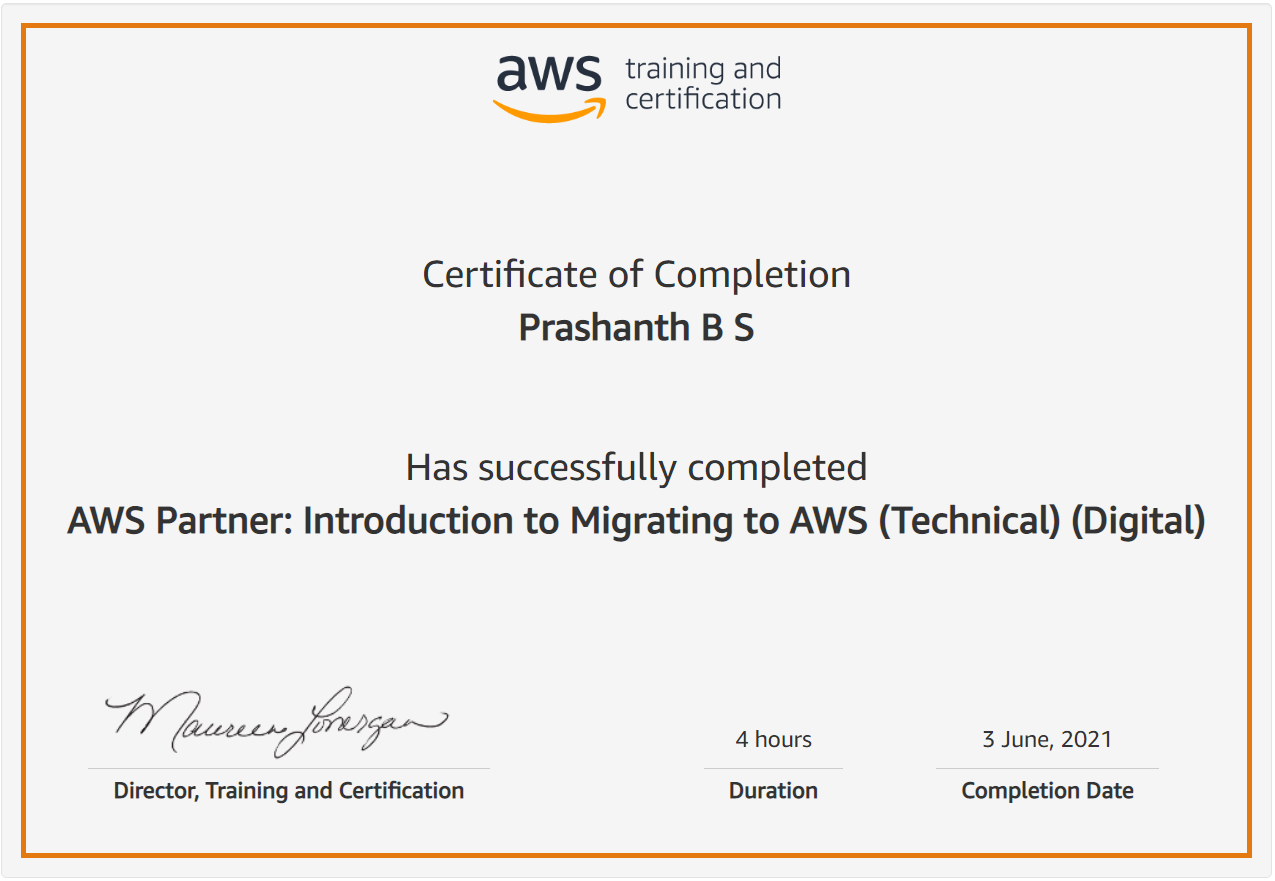 aws training and
certification
Certificate of Completion
Prashanth B S
Has successfully completed
AWS Partner: Introduction to Migrating to AWS (Technical) (Digital)
Maureen Lonergan
4 hours
3 June, 2021
Director, Training and Certification
Duration
Completion Date